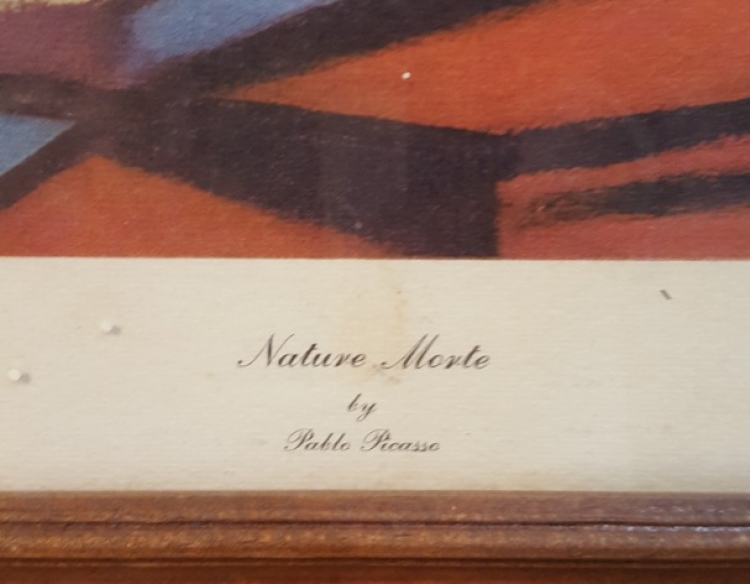 Nature Morte
by
Pablo Picasso